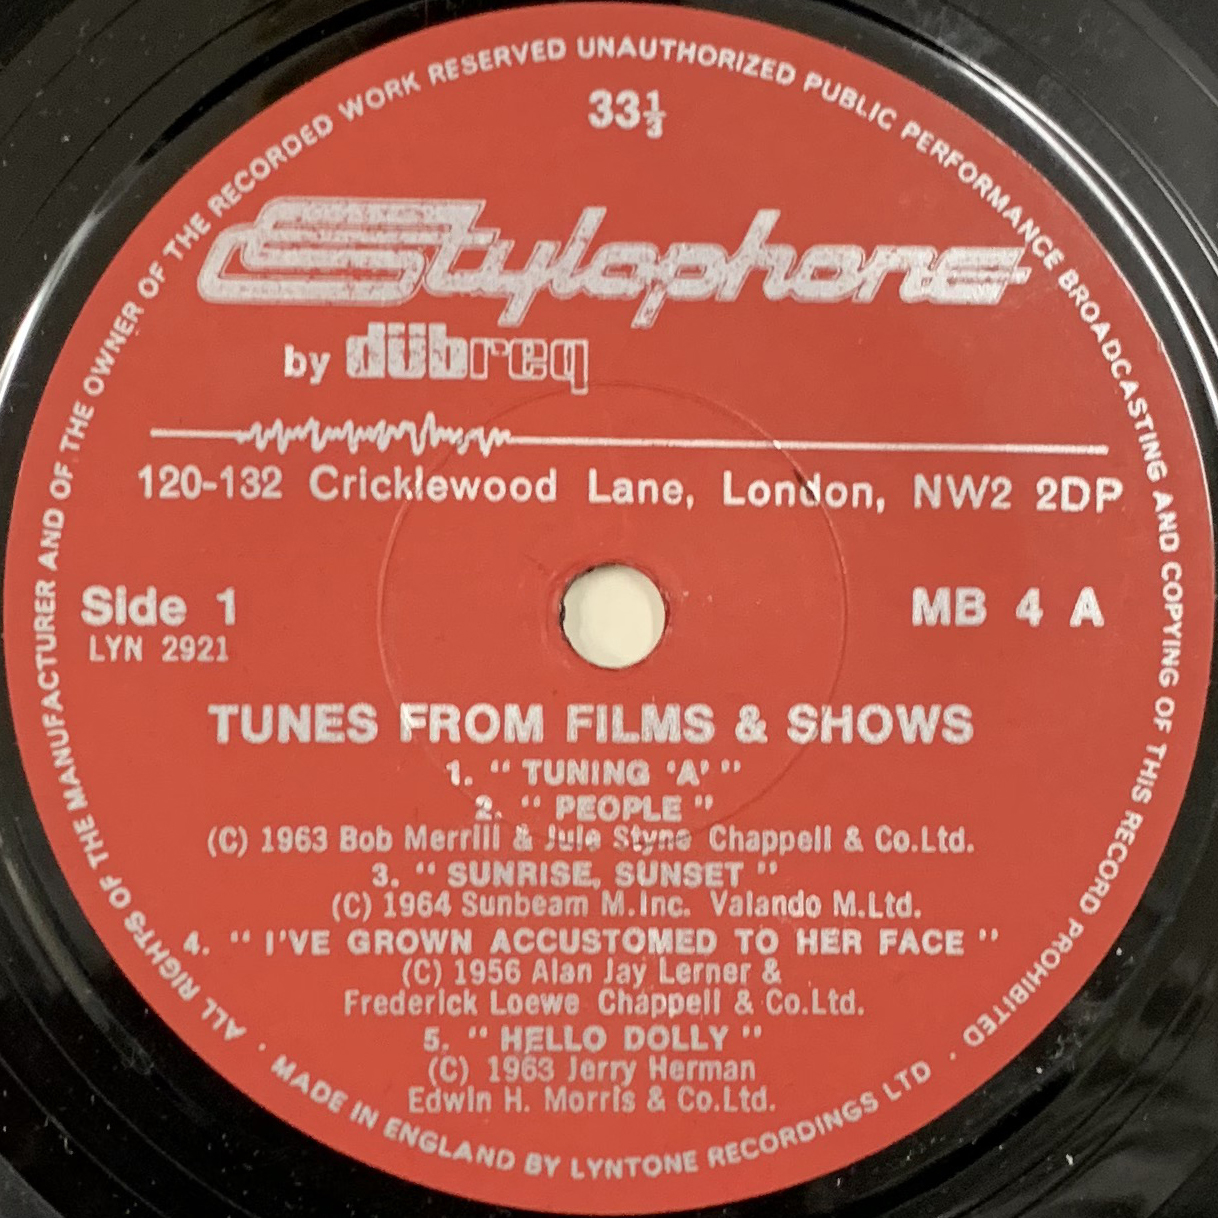 ALL RIGHTS OF THE MANUFACTURER AND OF THE OWNER OF THE RECORDED WORK RESERVED UNAUTHORIZED PUBLIC PERFORMANCE BROADCASTING AND COPYING OF THIS RECORD PROHIBITED
33⅓
Stylophone
by dübreq
120-132 Cricklewood Lane, London, NW2 2DP
Side 1
MB 4 A
LYN 2921
TUNES FROM FILMS & SHOWS
1. "TUNING 'A'"
2. "PEOPLE"
(C) 1963 Bob Merrill & Jule Styne Chappell & Co.Ltd.
3. "SUNRISE, SUNSET"
(C) 1964 Sunbeam M.Inc. Valando M.Ltd.
4. "I'VE GROWN ACCUSTOMED TO HER FACE"
(C) 1956 Alan Jay Lerner &
Frederick Loewe Chappell & Co.Ltd.
5. "HELLO DOLLY"
(C) 1963 Jerry Herman
Edwin H. Morris & Co.Ltd.
· MADE IN ENGLAND BY LYNTONE RECORDINGS LTD ·